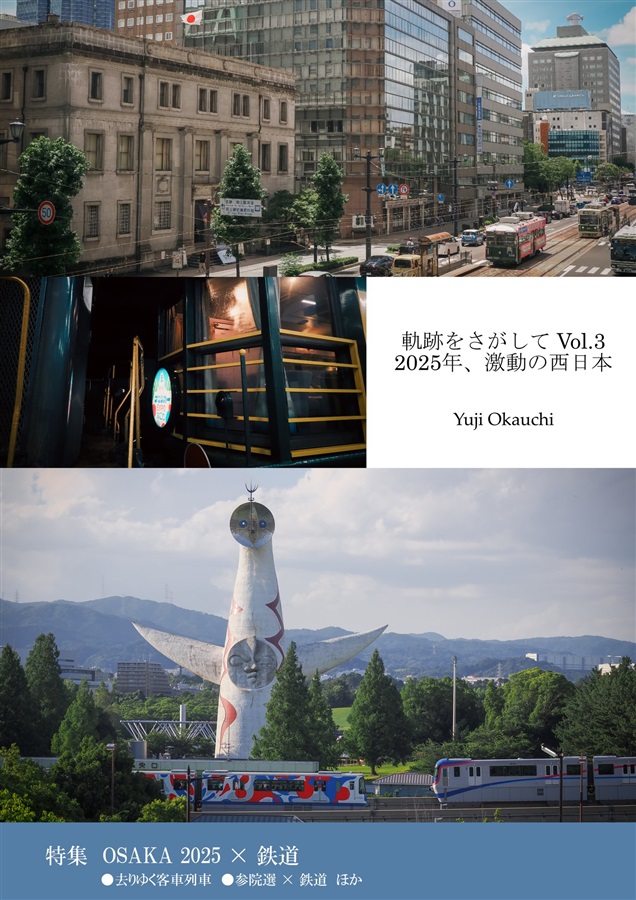 50
軌跡をさがして Vol.3
2025年、激動の西日本
Yuji Okauchi
特集 OSAKA 2025 × 鉄道
●去りゆく客車列車 ●参院選 × 鉄道 ほか